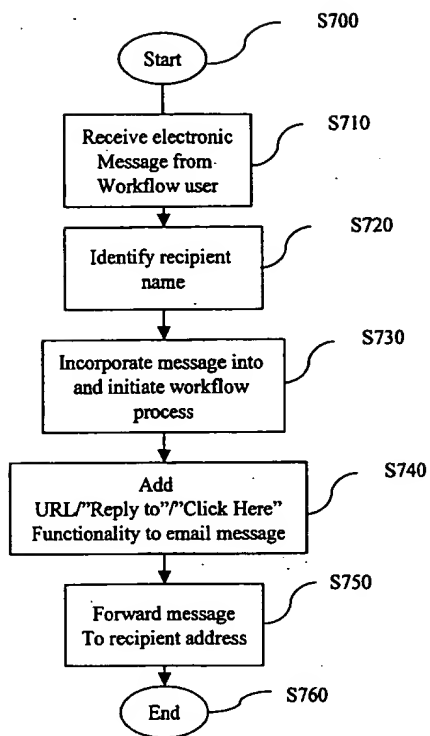 S700
Start
S710
Receive electronic
Message from
Workflow user
S720
Identify recipient
name
S730
Incorporate message into
and initiate workflow
process
S740
Add
URL/"Reply to"/"Click Here"
Functionality to email message
S750
Forward message
To recipient address
S760
End